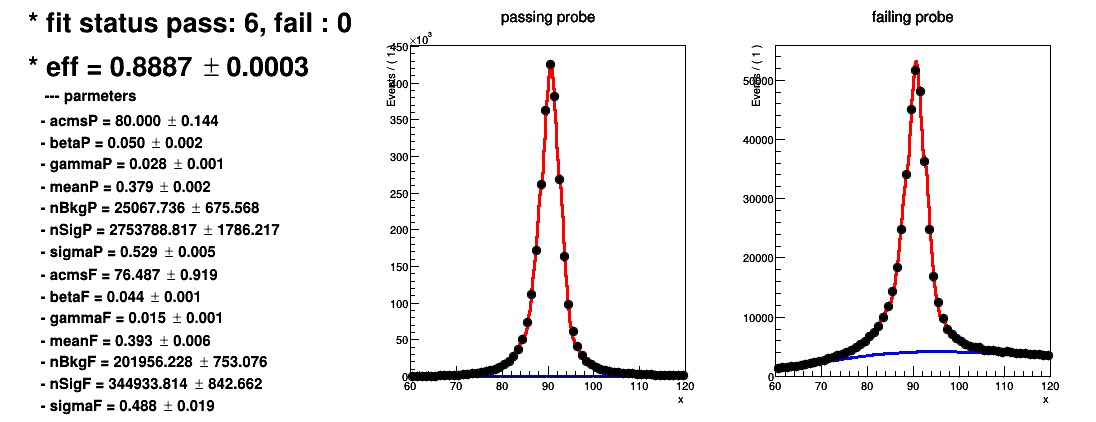 * fit status pass: 6, fail : 0
* eff = 0.8887 ± 0.0003
--- parmeters
- acmsP = 80.000 ± 0.144
- betaP = 0.050 ± 0.002
- gammaP = 0.028 ± 0.001
- meanP = 0.379 ± 0.002
- nBkgP = 25067.736 ± 675.568
- nSigP = 2753788.817 ± 1786.217
- sigmaP = 0.529 ± 0.005
- acmsF = 76.487 ± 0.919
- betaF = 0.044 ± 0.001
- gammaF = 0.015 ± 0.001
- meanF = 0.393 ± 0.006
- nBkgF = 201956.228 ± 753.076
- nSigF = 344933.814 ± 842.662
- sigmaF = 0.488 ± 0.019
passing probe
×10³
Events / ( 1 )
450
400
350
300
250
200
150
100
50
0
60 70 80 90 100 110 120
x
failing probe
Events / ( 1 )
50000
40000
30000
20000
10000
0
60 70 80 90 100 110 120
x